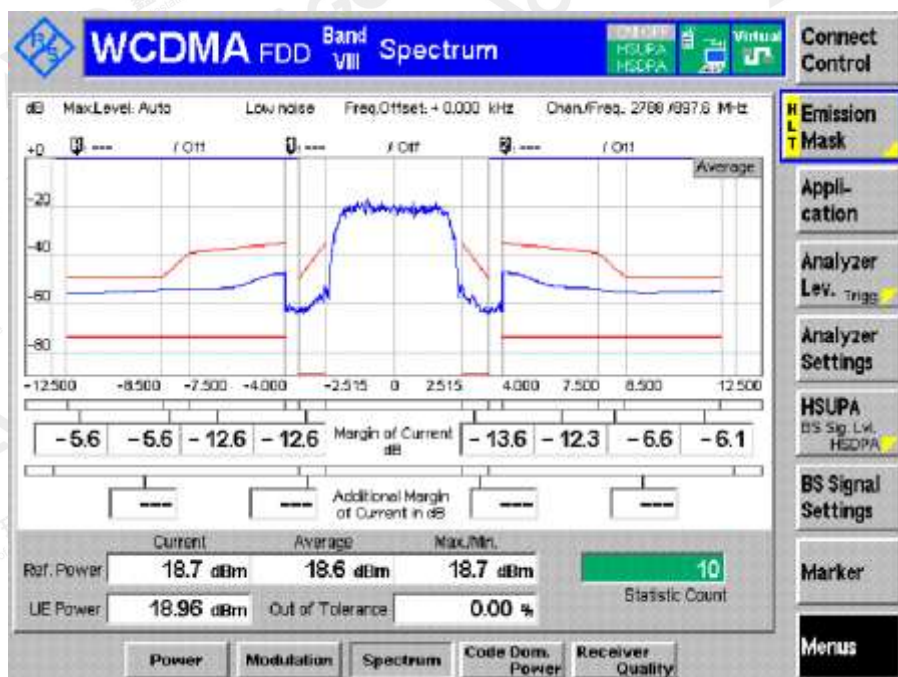 WCDMA FDD Band VIII Spectrum
HSUPA
HSDPA
Virtual
Connect Control
dB Max.Level: Auto Low noise Freq.Offset: + 0.000 kHz Chan./Freq.: 2788 /897.6 MHz
Emission Mask
HLT
+0 --- / Off 1 --- / Off 2 --- / Off
Average
-20
-40
-60
-80
-12.500 -8.500 -7.500 -4.000 -2.515 0 2.515 4.000 7.500 8.500 12.500
Appli-
cation
Analyzer
Lev. Trigg.
Analyzer
Settings
HSUPA
BS Sig. Lvl.
HSDPA
BS Signal
Settings
Marker
Menus
-5.6 -5.6 -12.6 -12.6 Margin of Current dB -13.6 -12.3 -6.6 -6.1
--- --- Additional Margin of Current in dB --- ---
Current Average Max./Min.
Ref. Power 18.7 dBm 18.6 dBm 18.7 dBm 10
UE Power 18.96 dBm Out of Tolerance 0.00 % Statistic Count
Power Modulation Spectrum Code Dom. Power Receiver Quality